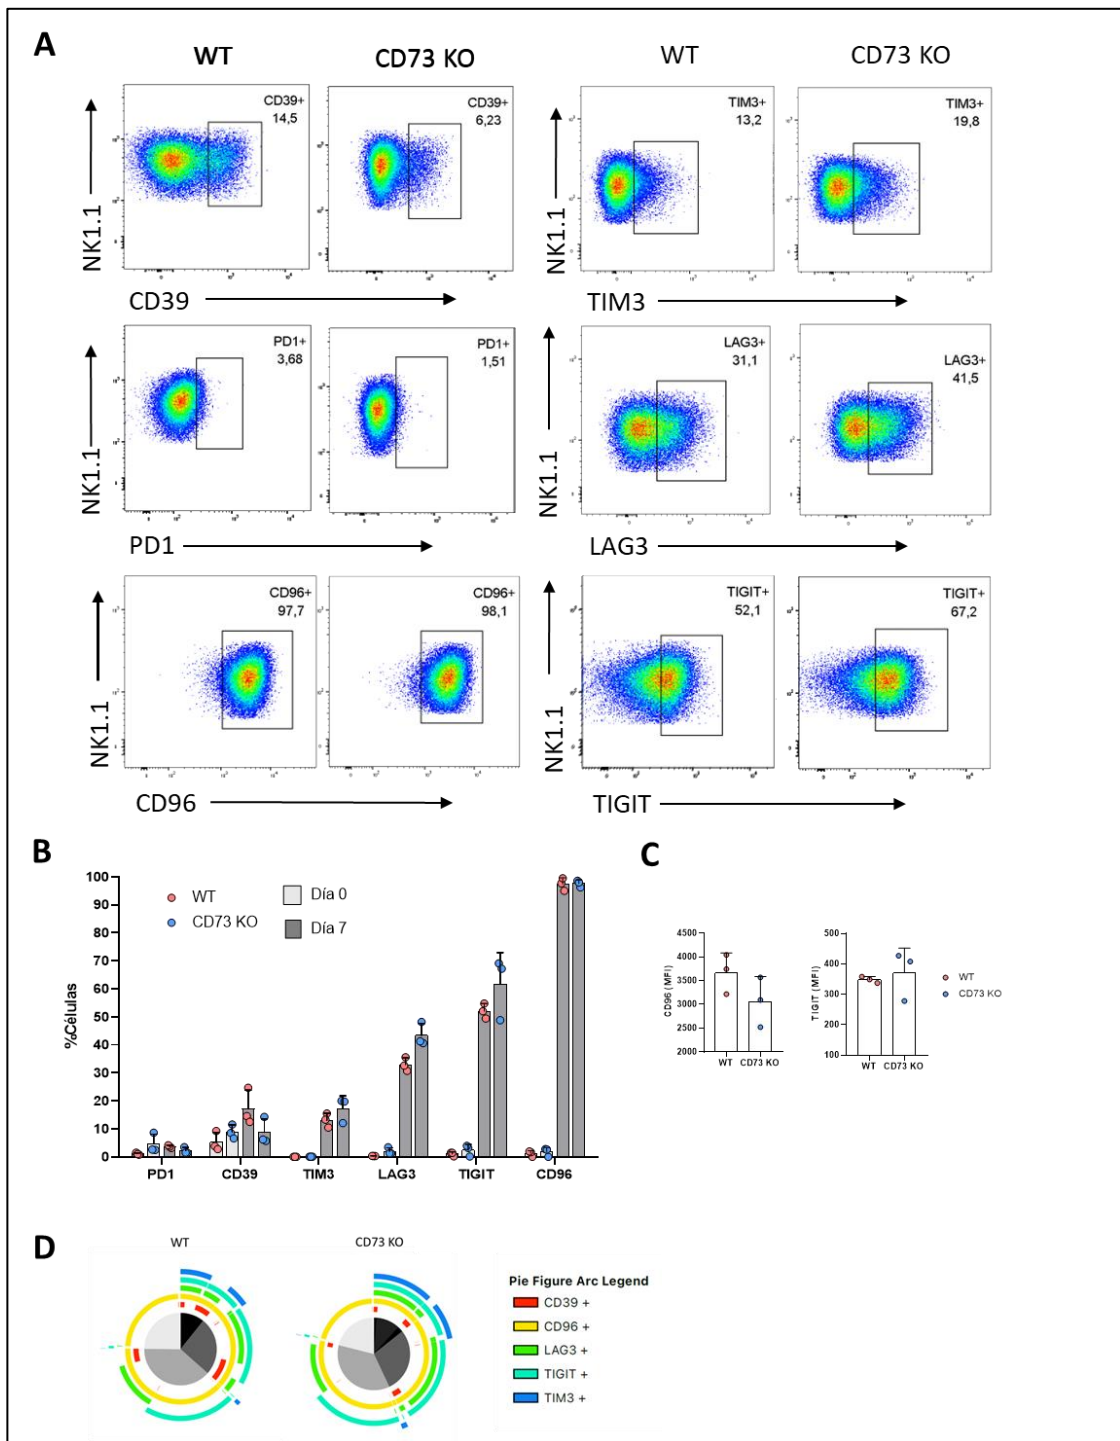 A
WT
CD73 KO
WT
CD73 KO
CD39+
14,5
CD39+
6,23
TIM3+
13,2
TIM3+
19,8
NK1.1
NK1.1
CD39
TIM3
PD1+
3,68
PD1+
1,51
LAG3+
31,1
LAG3+
41,5
NK1.1
NK1.1
PD1
LAG3
CD96+
97,7
CD96+
98,1
TIGIT+
52,1
TIGIT+
67,2
NK1.1
NK1.1
CD96
TIGIT
B
WT
CD73 KO
Día 0
Día 7
%Células
100
90
80
70
60
50
40
30
20
10
0
PD1
CD39
TIM3
LAG3
TIGIT
CD96
C
CD96 (MFI)
4500
4000
3500
3000
2500
2000
WT
CD73 KO
TIGIT (MFI)
500
400
300
200
100
WT
CD73 KO
WT
CD73 KO
D
WT
CD73 KO
Pie Figure Arc Legend
CD39 +
CD96 +
LAG3 +
TIGIT +
TIM3 +